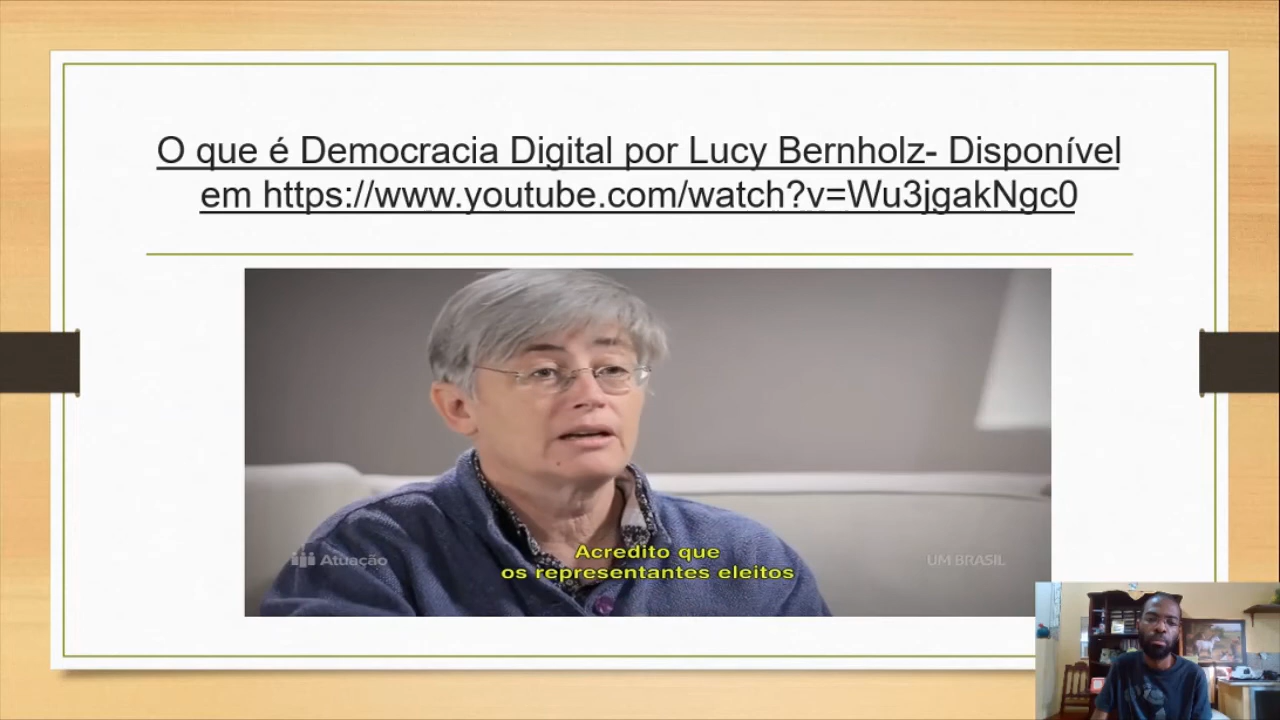 O que é Democracia Digital por Lucy Bernholz- Disponível
em https://www.youtube.com/watch?v=Wu3jgakNgc0
Acredito que
os representantes eleitos
Atuação
UM BRASIL